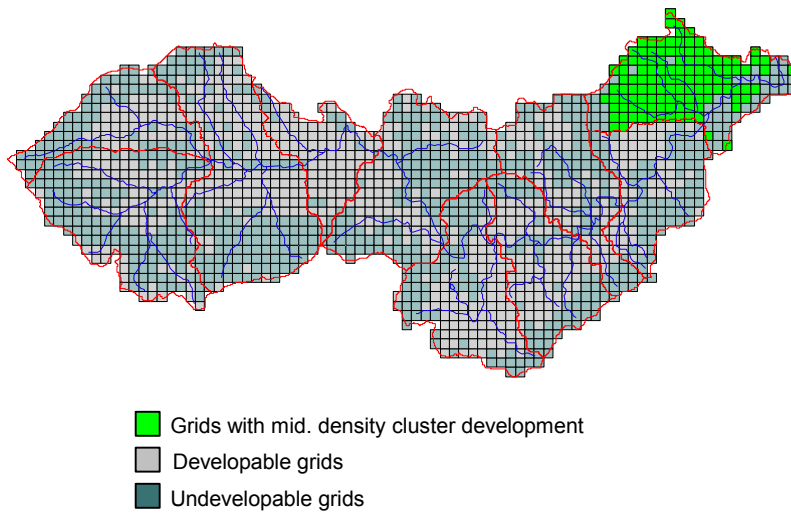 Grids with mid. density cluster development
Developable grids
Undevelopable grids